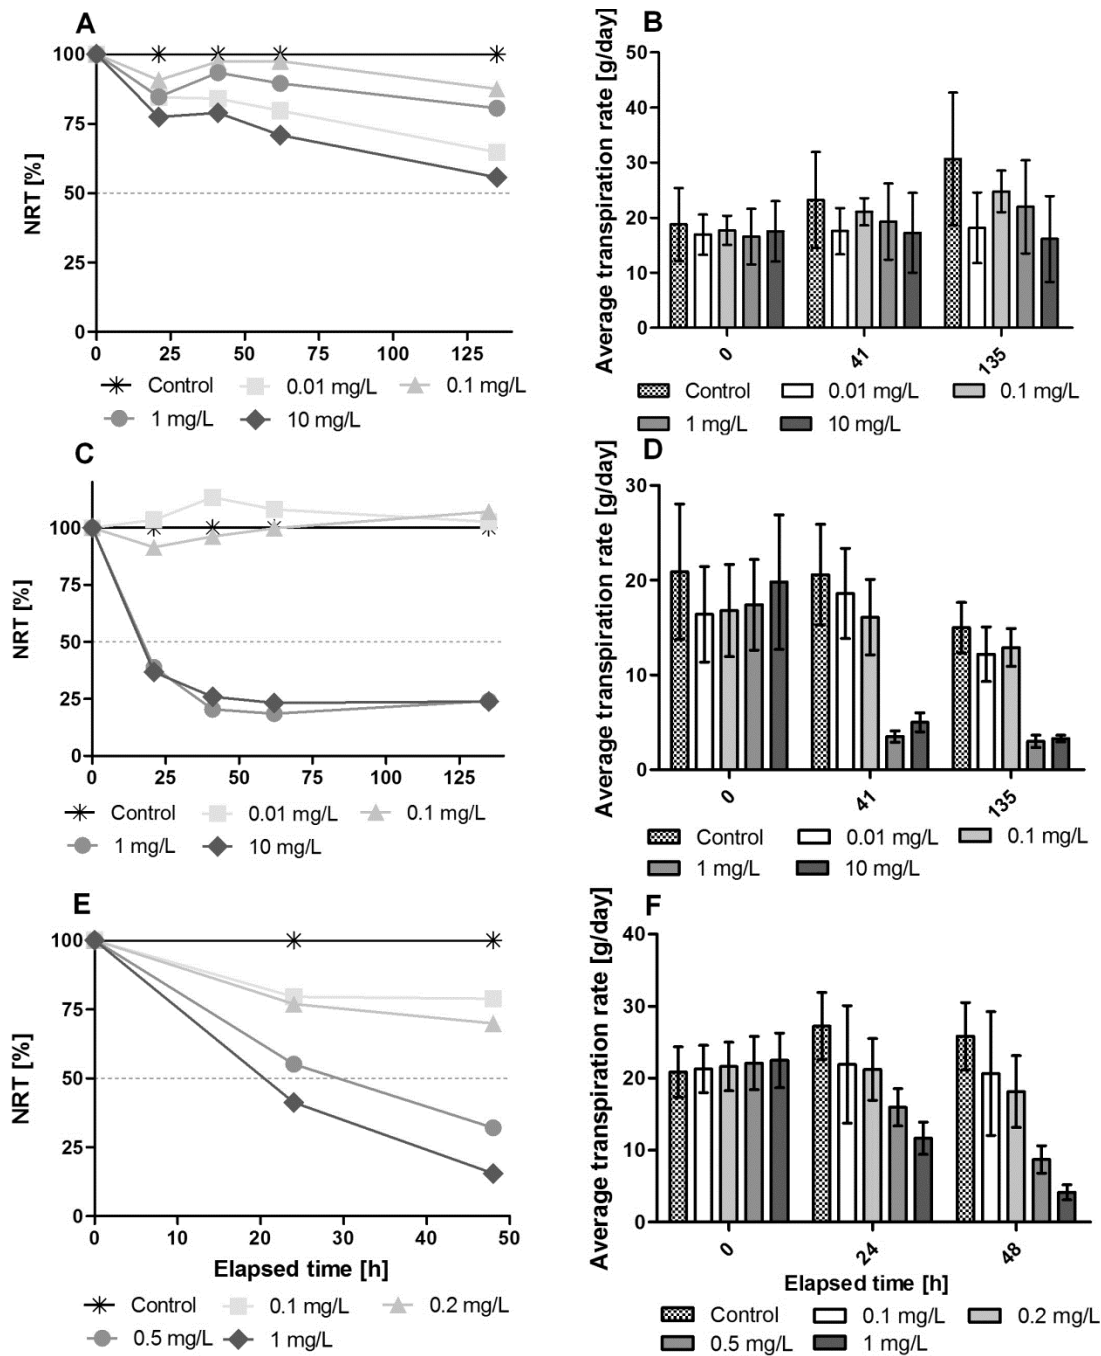 A
NRT [%]
100
75
50
25
0
0 25 50 75 100 125
Control 0.01 mg/L 0.1 mg/L
1 mg/L 10 mg/L
B
Average transpiration rate [g/day]
50
40
30
20
10
0
0 41 135
Control 0.01 mg/L 0.1 mg/L
1 mg/L 10 mg/L
C
NRT [%]
100
75
50
25
0
0 25 50 75 100 125
Control 0.01 mg/L 0.1 mg/L
1 mg/L 10 mg/L
D
Average transpiration rate [g/day]
30
20
10
0
0 41 135
Control 0.01 mg/L 0.1 mg/L
1 mg/L 10 mg/L
E
NRT [%]
100
75
50
25
0
0 10 20 30 40 50
Elapsed time [h]
Control 0.1 mg/L 0.2 mg/L
0.5 mg/L 1 mg/L
F
Average transpiration rate [g/day]
40
30
20
10
0
0 24 48
Elapsed time [h]
Control 0.1 mg/L 0.2 mg/L
0.5 mg/L 1 mg/L